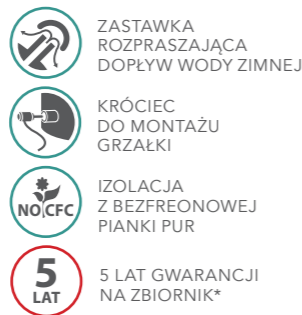 ZASTAWKA
ROZPRASZAJĄCA
DOPŁYW WODY ZIMNEJ
KRÓCIEC
DO MONTAŻU
GRZAŁKI
NO CFC
IZOLACJA
Z BEZFREONOWEJ
PIANKI PUR
5
LAT
5 LAT GWARANCJI
NA ZBIORNIK*